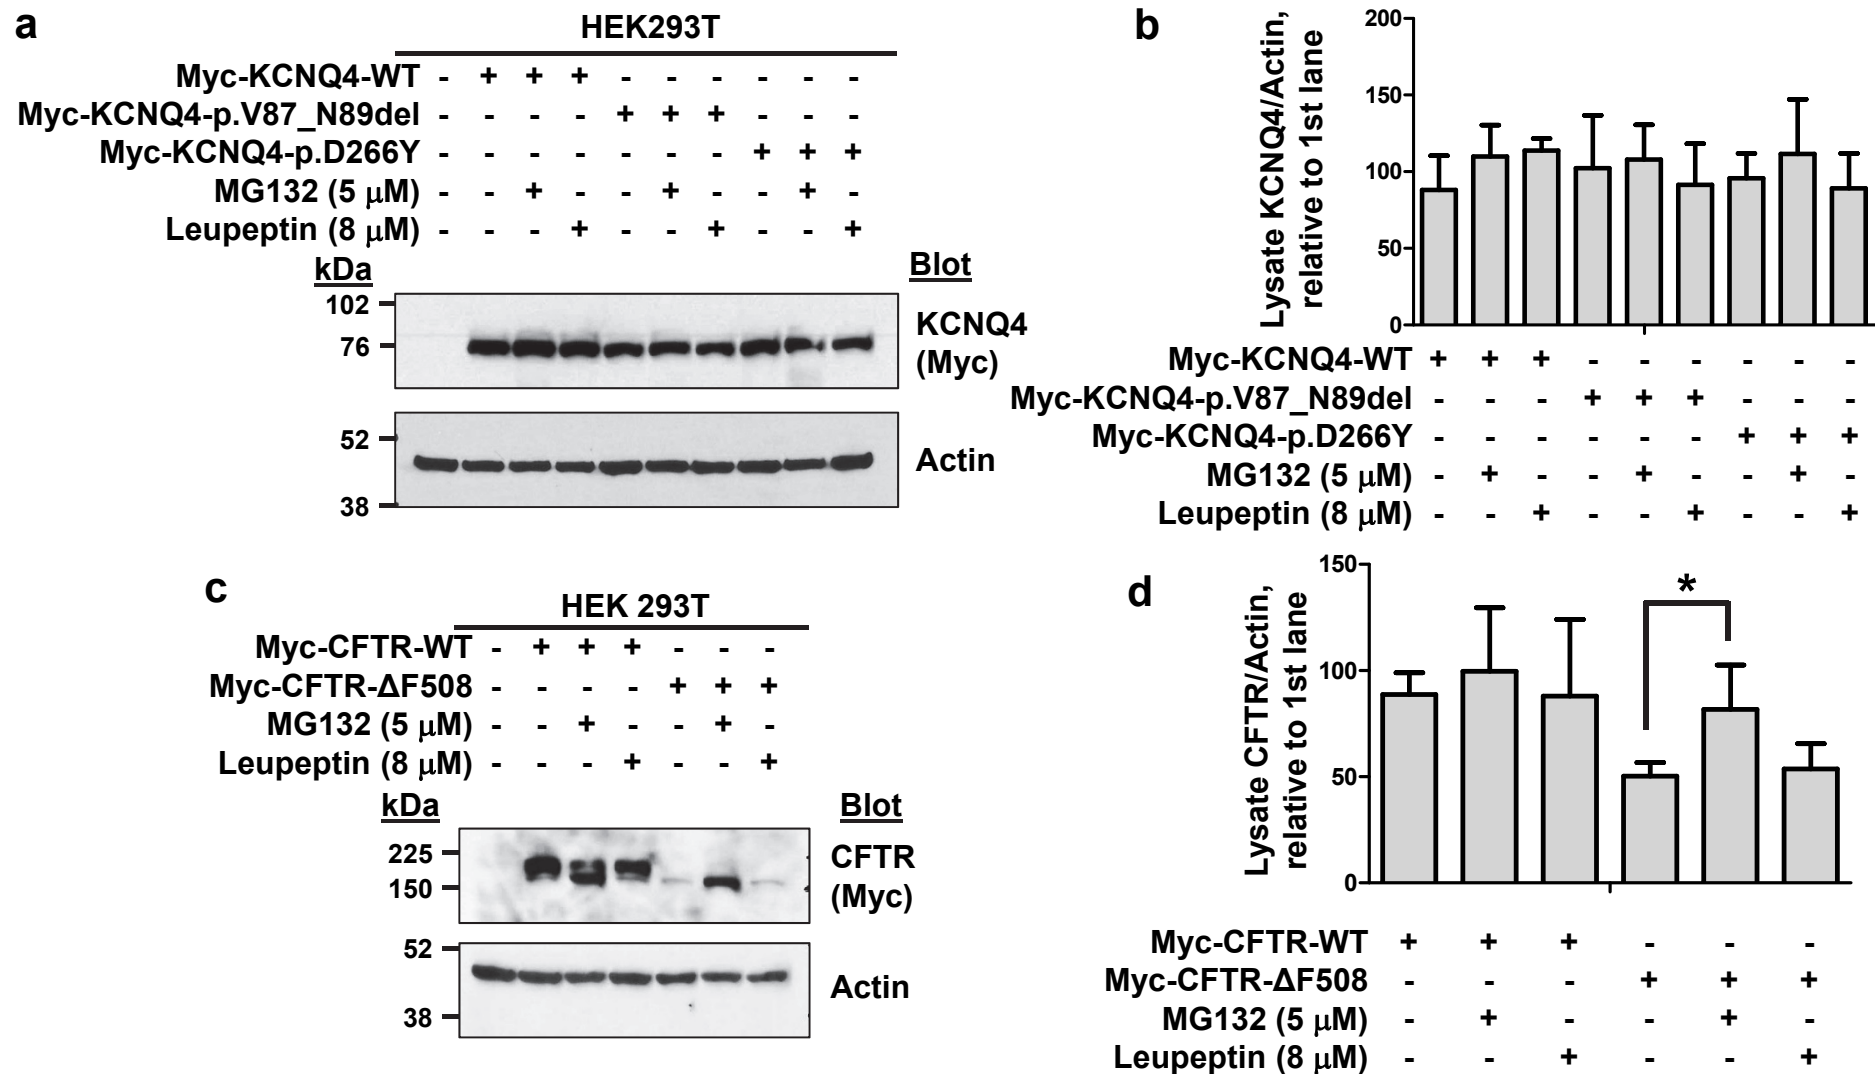 a
HEK293T
Myc-KCNQ4-WT - + + + - - - - - -
Myc-KCNQ4-p.V87_N89del - - - - + + + - - -
Myc-KCNQ4-p.D266Y - - - - - - - + + +
MG132 (5 μM) - - + - - + - - + -
Leupeptin (8 μM) - - - + - - + - - +
kDa
Blot
102
76
KCNQ4
(Myc)
52
38
Actin
b
Lysate KCNQ4/Actin,
relative to 1st lane
200
150
100
50
0
Myc-KCNQ4-WT + + + - - - - - -
Myc-KCNQ4-p.V87_N89del - - - + + + - - -
Myc-KCNQ4-p.D266Y - - - - - - + + +
MG132 (5 μM) - + - - + - - + -
Leupeptin (8 μM) - - + - - + - - +
c
HEK 293T
Myc-CFTR-WT - + + + - - -
Myc-CFTR-ΔF508 - - - - + + +
MG132 (5 μM) - - + - - + -
Leupeptin (8 μM) - - - + - - +
kDa
Blot
225
150
CFTR
(Myc)
52
38
Actin
d
Lysate CFTR/Actin,
relative to 1st lane
150
100
50
0
*
Myc-CFTR-WT + + + - - -
Myc-CFTR-ΔF508 - - - + + +
MG132 (5 μM) - + - - + -
Leupeptin (8 μM) - - + - - +